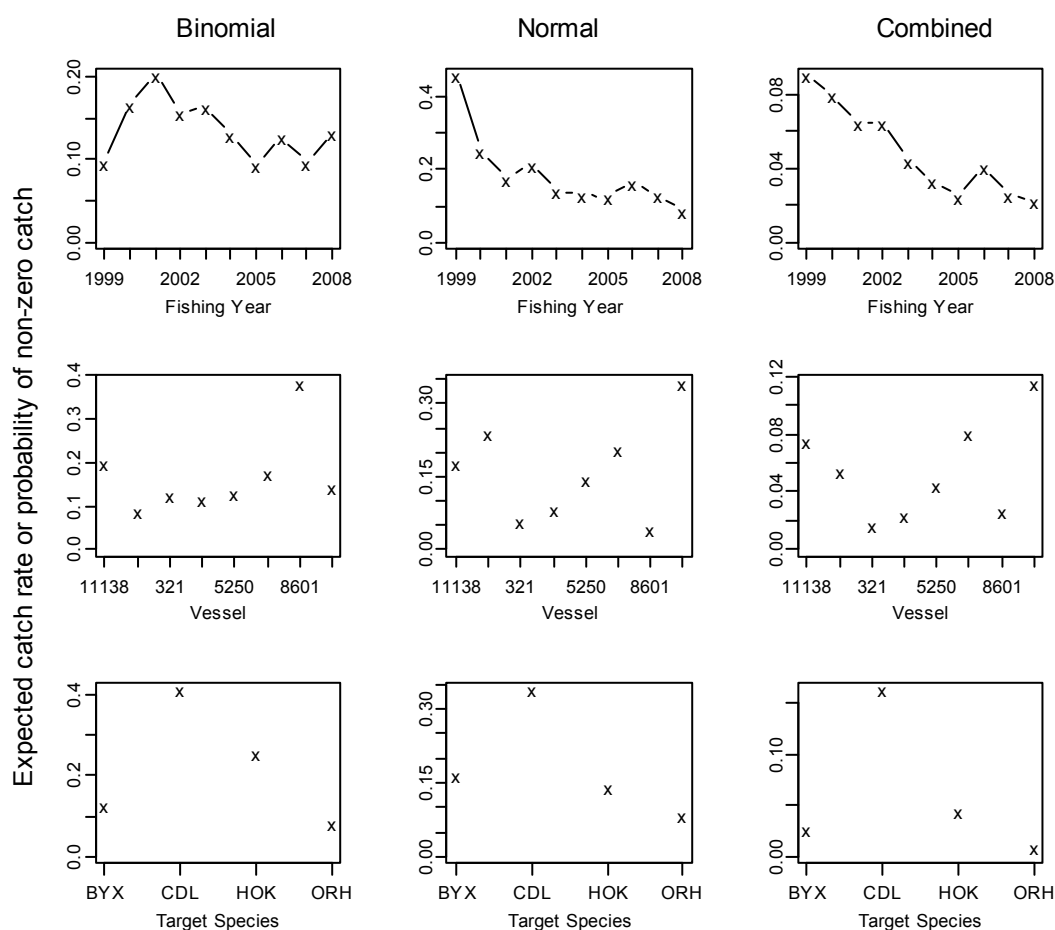 Binomial Normal Combined
Expected catch rate or probability of non-zero catch
0.00 0.10 0.20
1999 2002 2005 2008
Fishing Year
0.0 0.2 0.4
1999 2002 2005 2008
Fishing Year
0.00 0.04 0.08
1999 2002 2005 2008
Fishing Year
0.0 0.1 0.2 0.3 0.4
11138 321 5250 8601
Vessel
0.00 0.15 0.30
11138 321 5250 8601
Vessel
0.00 0.04 0.08 0.12
11138 321 5250 8601
Vessel
0.0 0.2 0.4
BYX CDL HOK ORH
Target Species
0.00 0.15 0.30
BYX CDL HOK ORH
Target Species
0.00 0.10
BYX CDL HOK ORH
Target Species